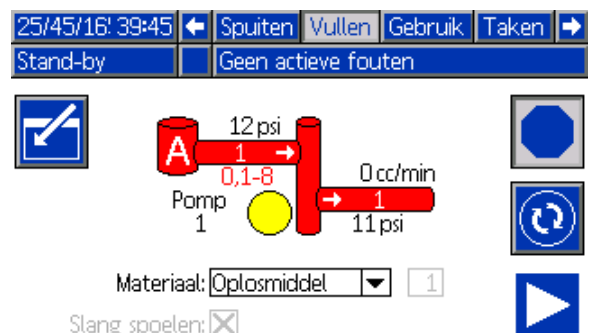 25/45/16' 39:45 Spuiten Vullen Gebruik Taken
Stand-by Geen actieve fouten
12 psi
A 1
0,1-8
0 cc/min
Pomp
1
1
11 psi
Materiaal: Oplosmiddel 1
Slang spoelen: